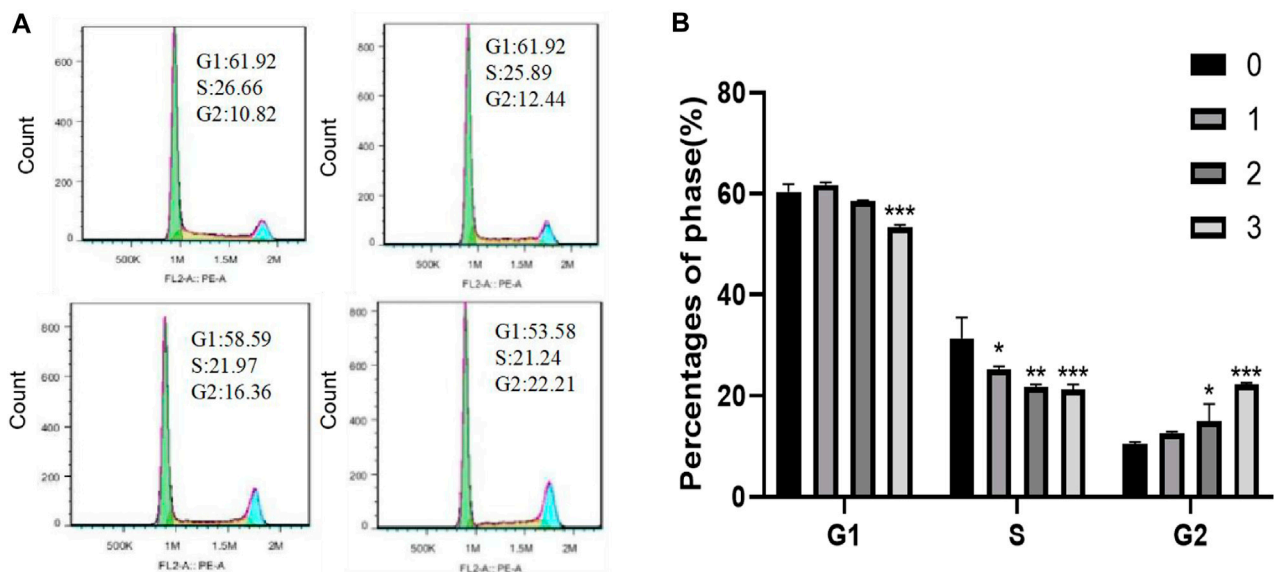 A
Count
600
400
200
0
G1:61.92
S:26.66
G2:10.82
500K 1M 1.5M 2M
FL2-A:: PE-A
Count
800
600
400
200
0
G1:61.92
S:25.89
G2:12.44
500K 1M 1.5M 2M
FL2-A:: PE-A
Count
800
600
400
200
0
G1:58.59
S:21.97
G2:16.36
500K 1M 1.5M 2M
FL2-A:: PE-A
Count
800
600
400
200
0
G1:53.58
S:21.24
G2:22.21
500K 1M 1.5M 2M
FL2-A:: PE-A
B
Percentages of phase(%)
80
60
40
20
0
***
* ** ***
* ***
G1 S G2
0
1
2
3